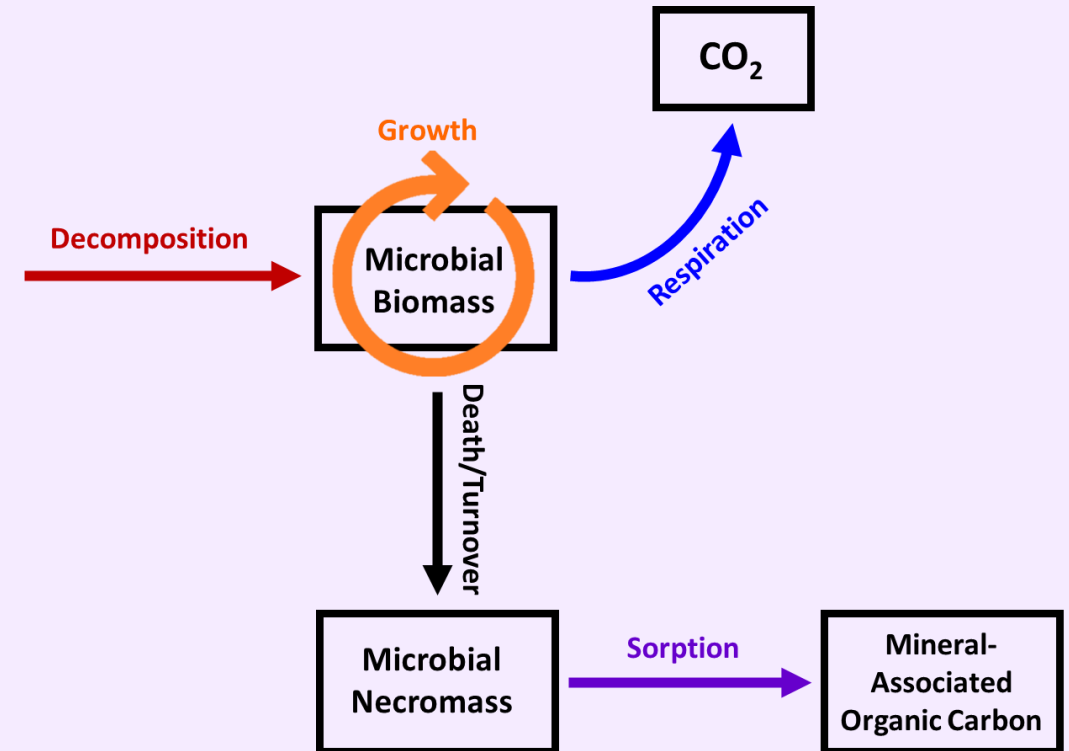 CO₂
Growth
Decomposition
Microbial
Biomass
Respiration
Death/Turnover
Microbial
Necromass
Sorption
Mineral-
Associated
Organic Carbon